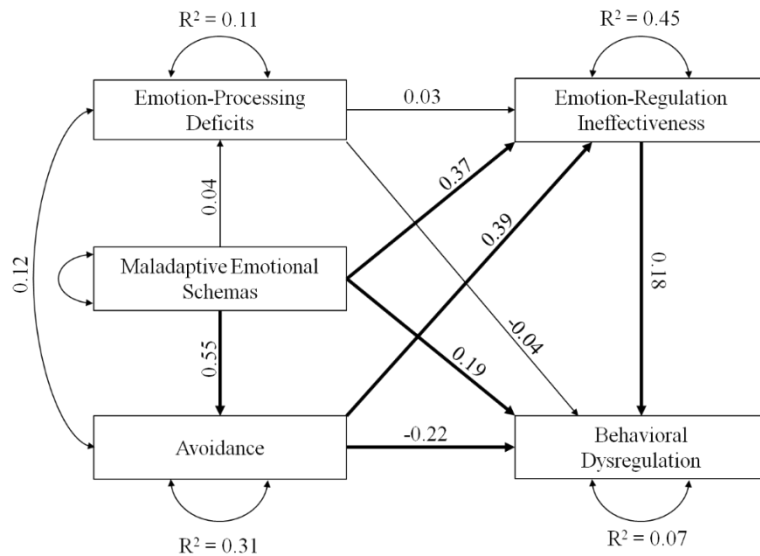 R² = 0.11
R² = 0.45
Emotion-Processing
Deficits
0.03
Emotion-Regulation
Ineffectiveness
0.04
0.37
0.39
0.12
Maladaptive Emotional
Schemas
0.18
-0.04
0.55
0.19
Avoidance
-0.22
Behavioral
Dysregulation
R² = 0.31
R² = 0.07